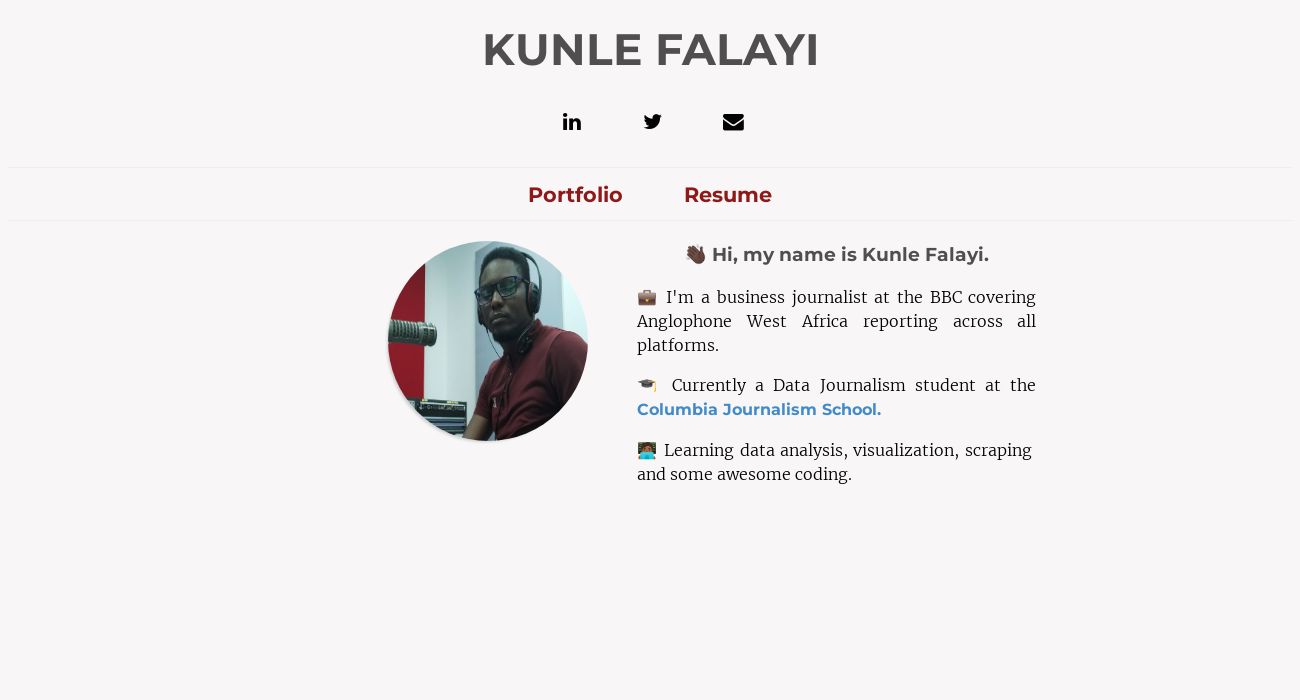 KUNLE FALAYI
Portfolio Resume
👋🏿 Hi, my name is Kunle Falayi.
💼 I'm a business journalist at the BBC covering
Anglophone West Africa reporting across all
platforms.
🎓 Currently a Data Journalism student at the
Columbia Journalism School.
👨🏾‍💻 Learning data analysis, visualization, scraping
and some awesome coding.